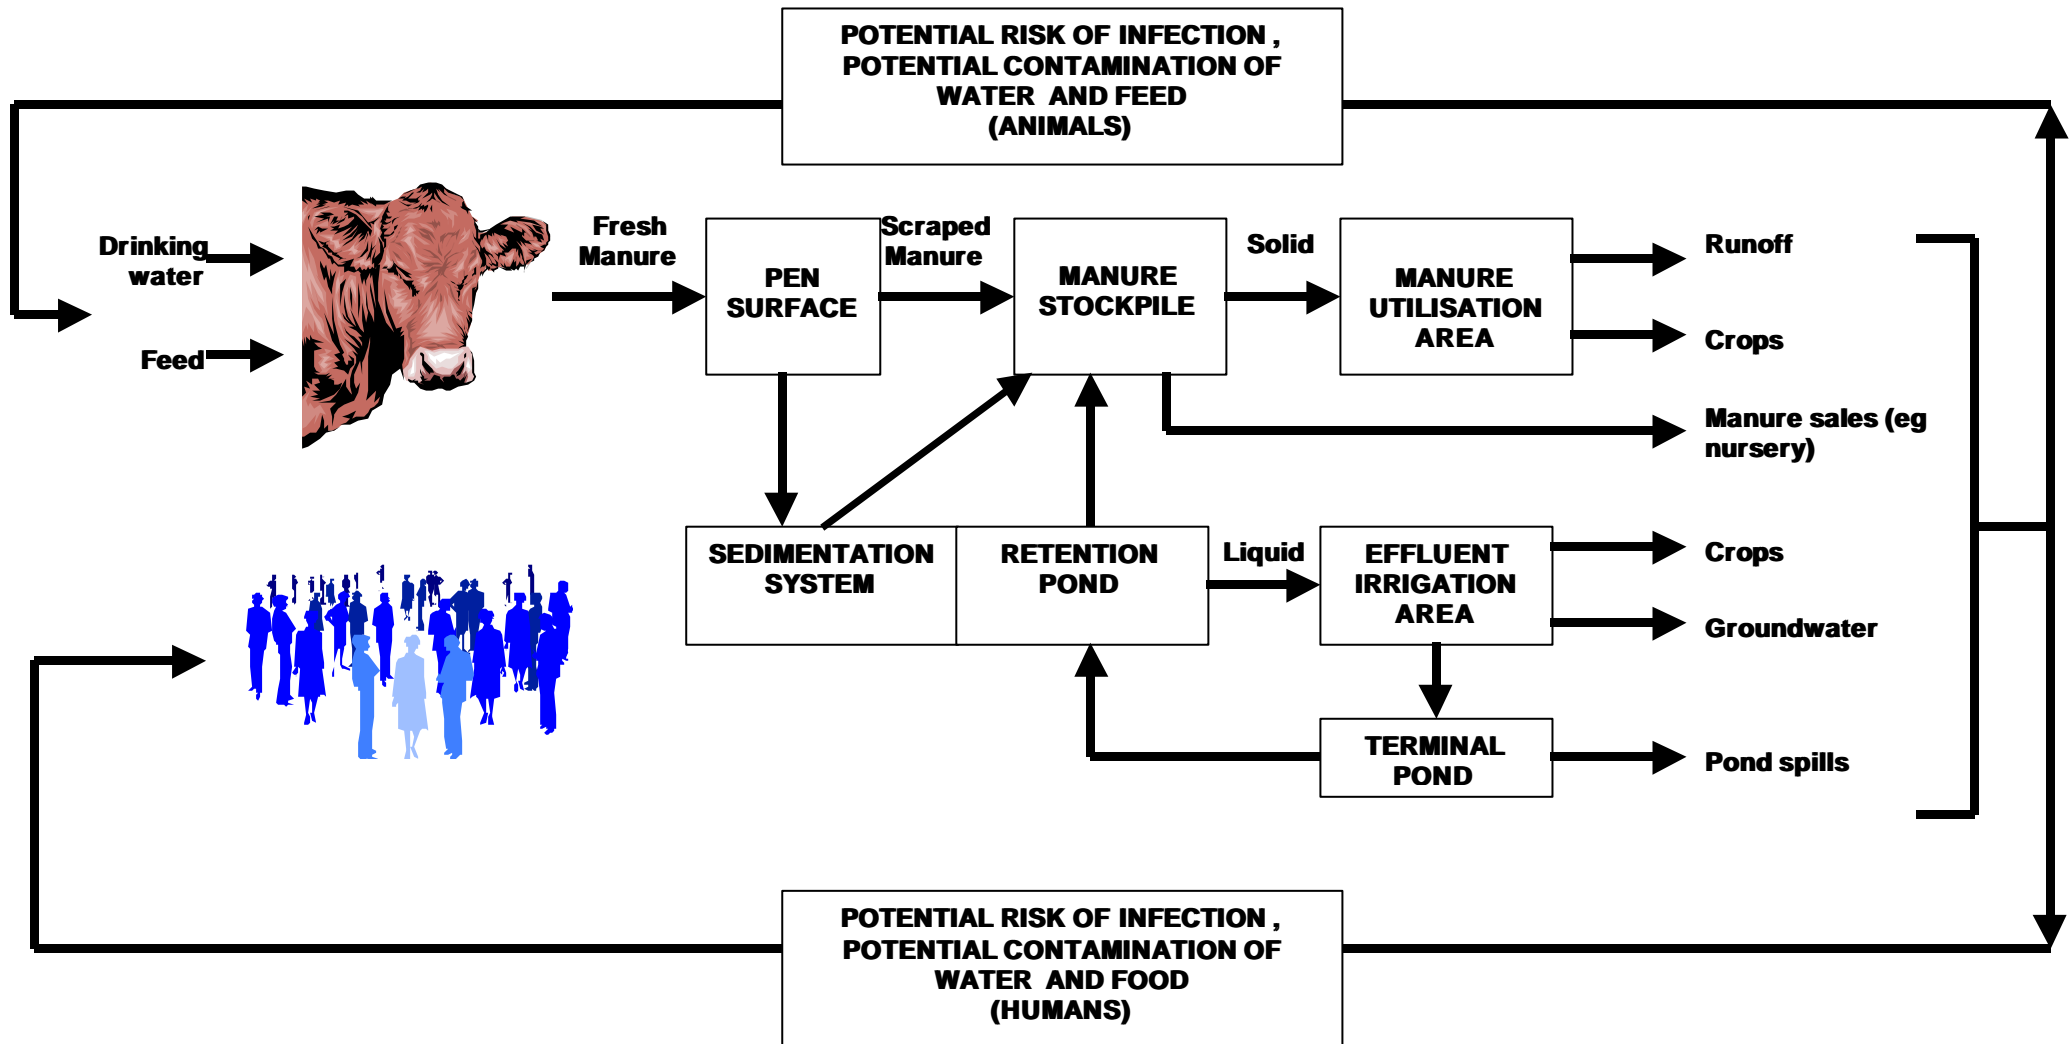 POTENTIAL RISK OF INFECTION ,
POTENTIAL CONTAMINATION OF
WATER AND FEED
(ANIMALS)
Drinking
water
Feed
Fresh
Manure
PEN
SURFACE
Scraped
Manure
MANURE
STOCKPILE
Solid
MANURE
UTILISATION
AREA
Runoff
Crops
Manure sales (eg
nursery)
SEDIMENTATION
SYSTEM
RETENTION
POND
Liquid
EFFLUENT
IRRIGATION
AREA
Crops
Groundwater
TERMINAL
POND
Pond spills
POTENTIAL RISK OF INFECTION ,
POTENTIAL CONTAMINATION OF
WATER AND FOOD
(HUMANS)